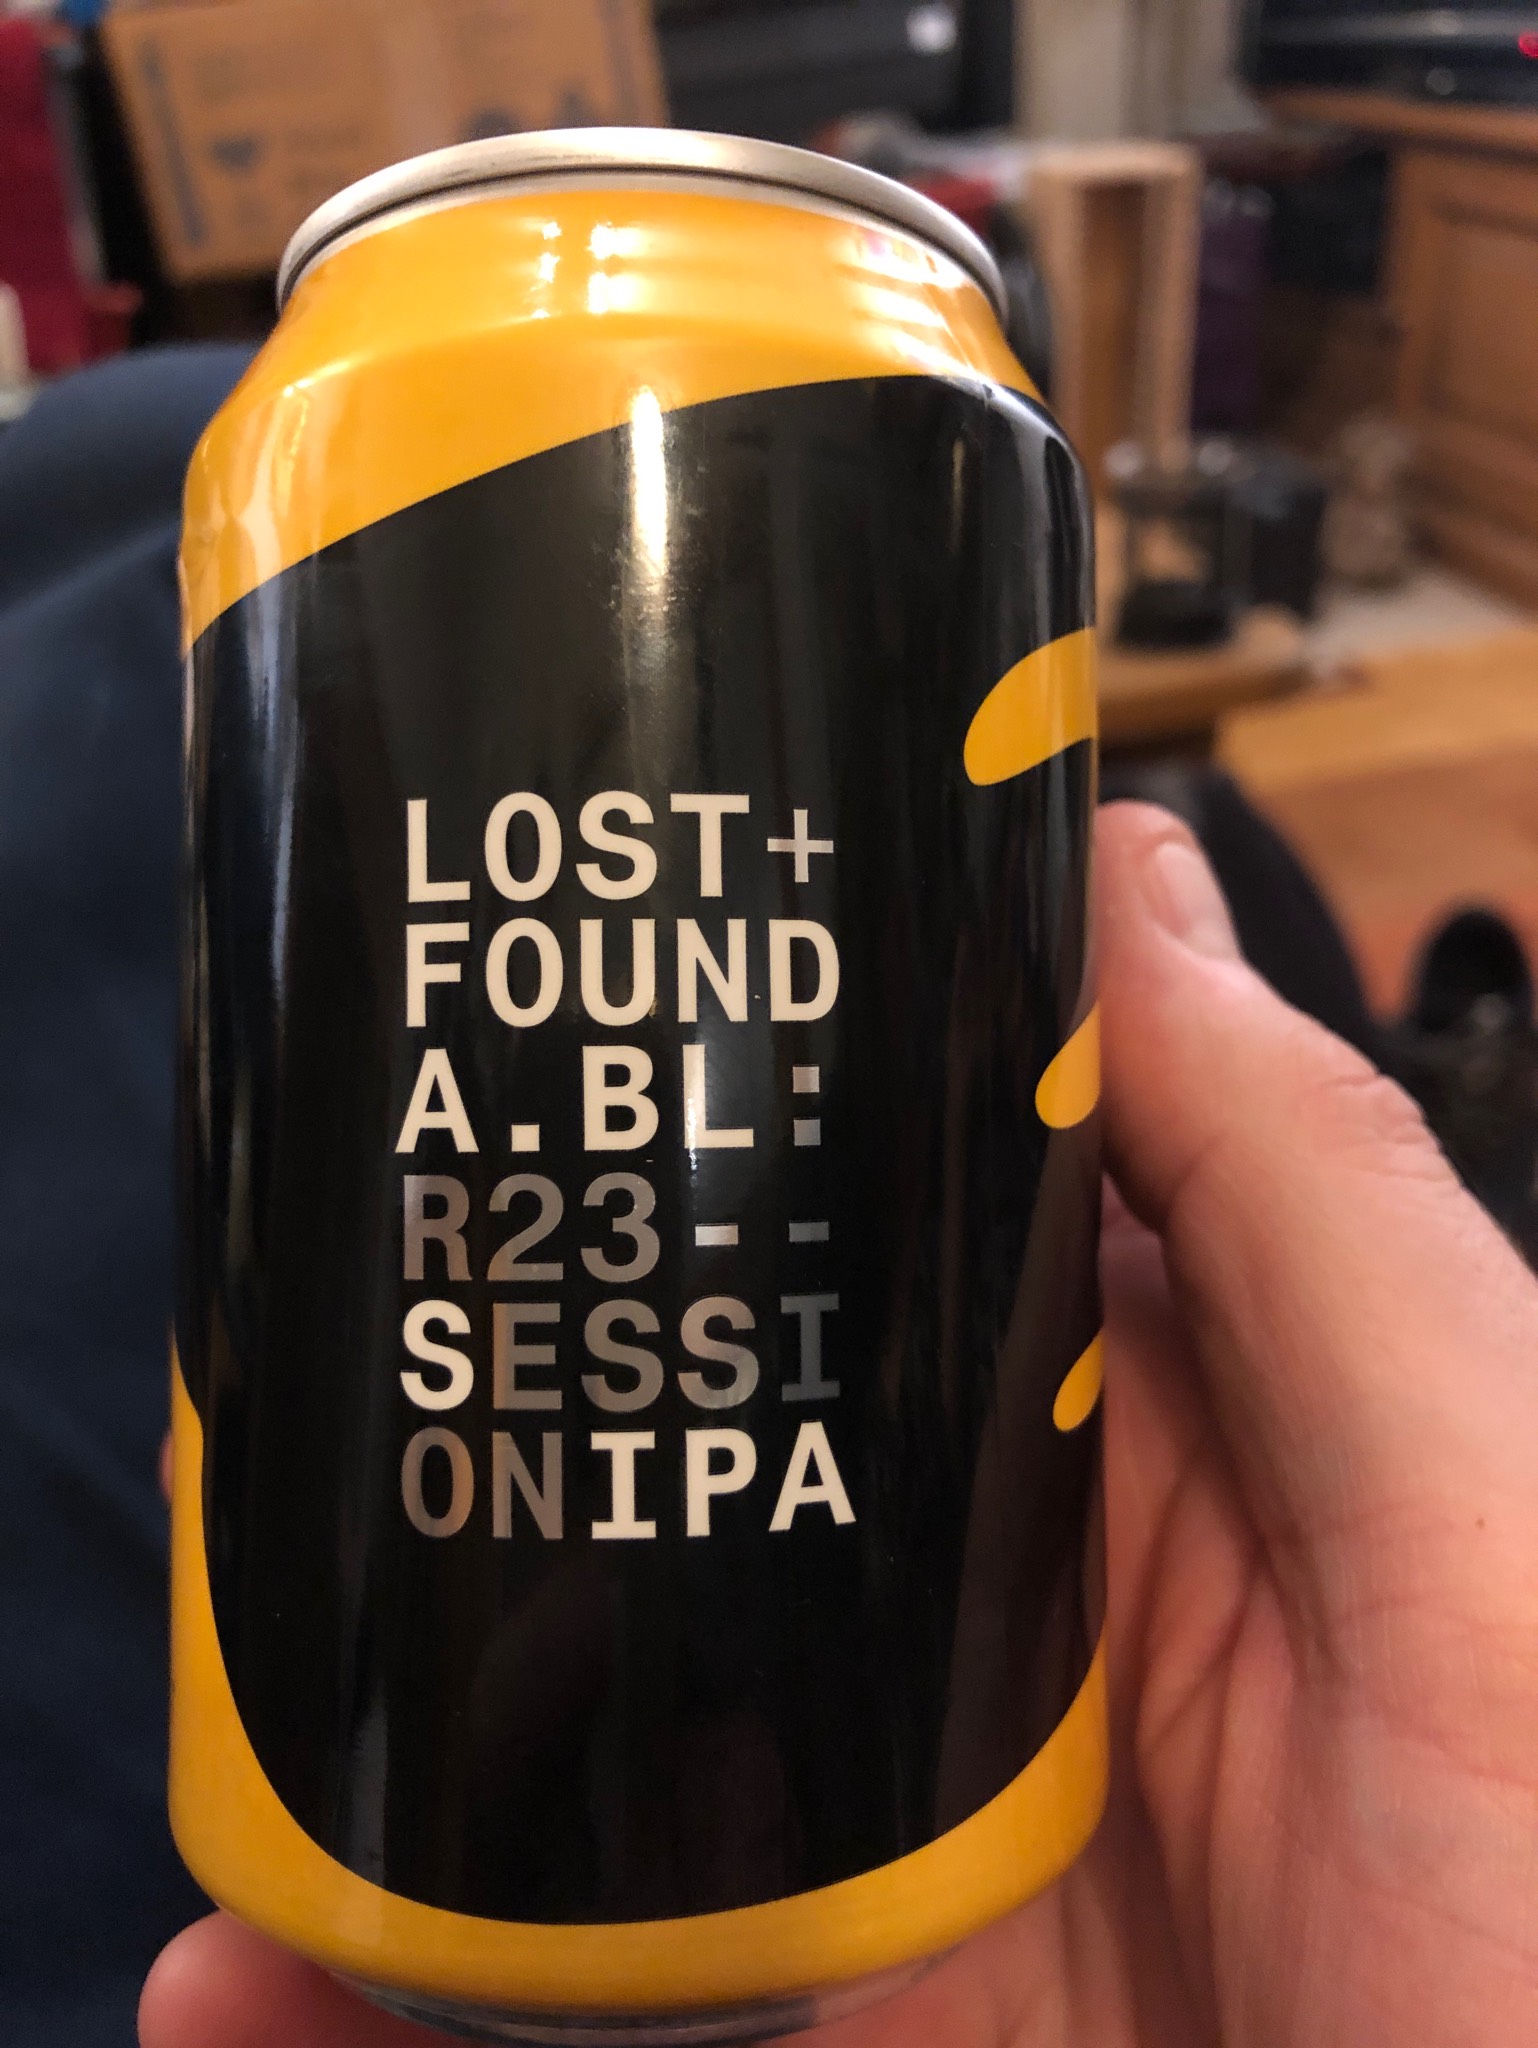 LOST+
FOUND
A.BL:
R23--
SESSI
ONIPA